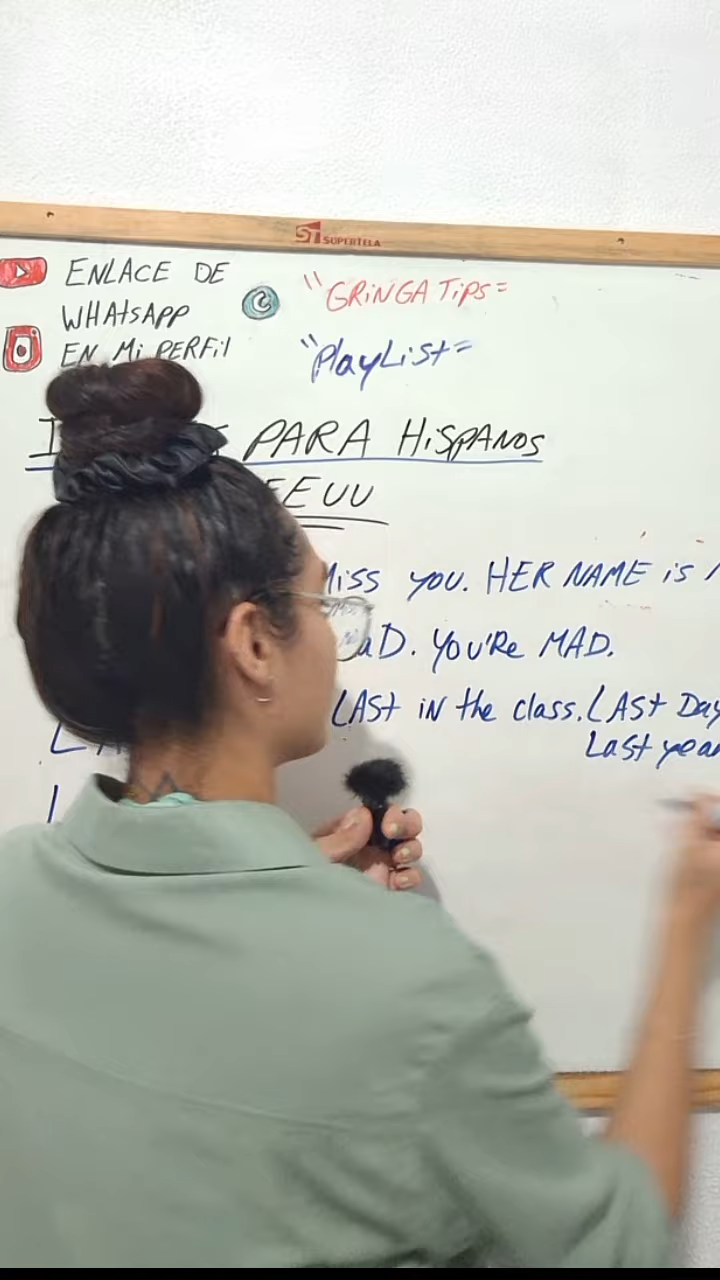 ST SUPERTELA
ENLACE DE
WHATSAPP
EN Mi PERFil
"GRiNGA TiPS=
"PlayList=
PARA HiSPANOS
EEUU
Miss YOU. HER NAME iS
YOU'Re MAD.
LASt iN the class. LASt Day
Last year